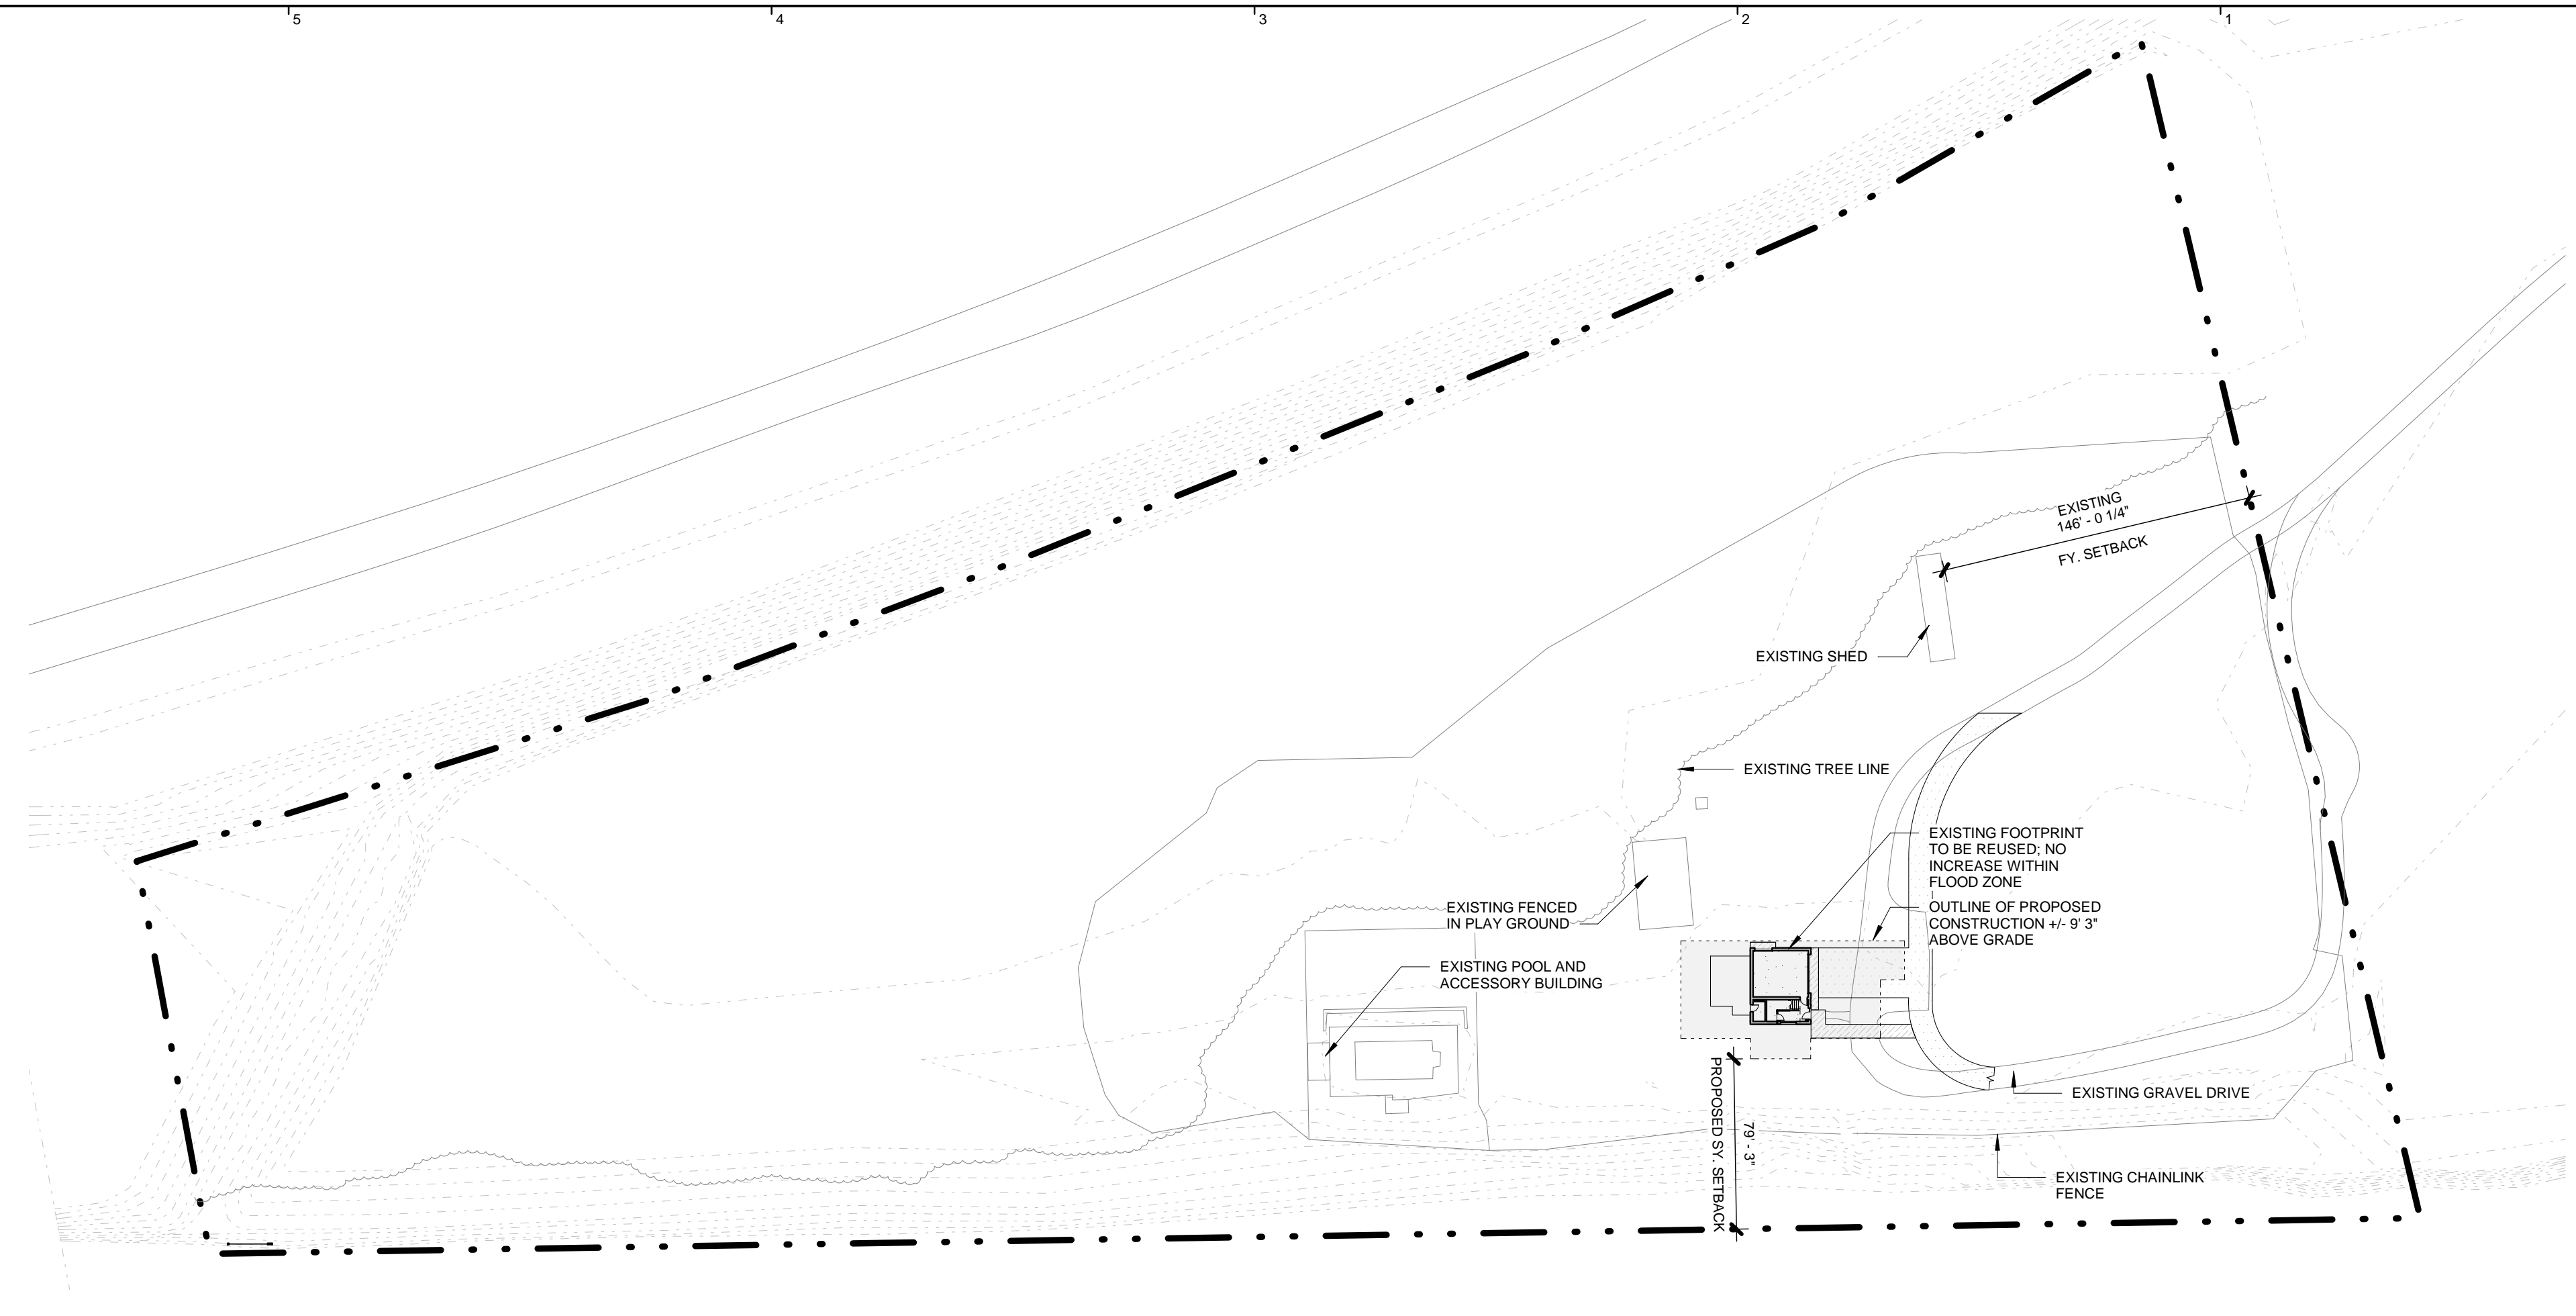 5
4
3
2
1
EXISTING
146' - 0 1/4"
FY. SETBACK
EXISTING SHED
EXISTING TREE LINE
EXISTING FOOTPRINT
TO BE REUSED; NO
INCREASE WITHIN
FLOOD ZONE
EXISTING FENCED
IN PLAY GROUND
OUTLINE OF PROPOSED
CONSTRUCTION +/- 9' 3"
ABOVE GRADE
EXISTING POOL AND
ACCESSORY BUILDING
PROPOSED SY. SETBACK
79' - 3"
EXISTING GRAVEL DRIVE
EXISTING CHAINLINK
FENCE